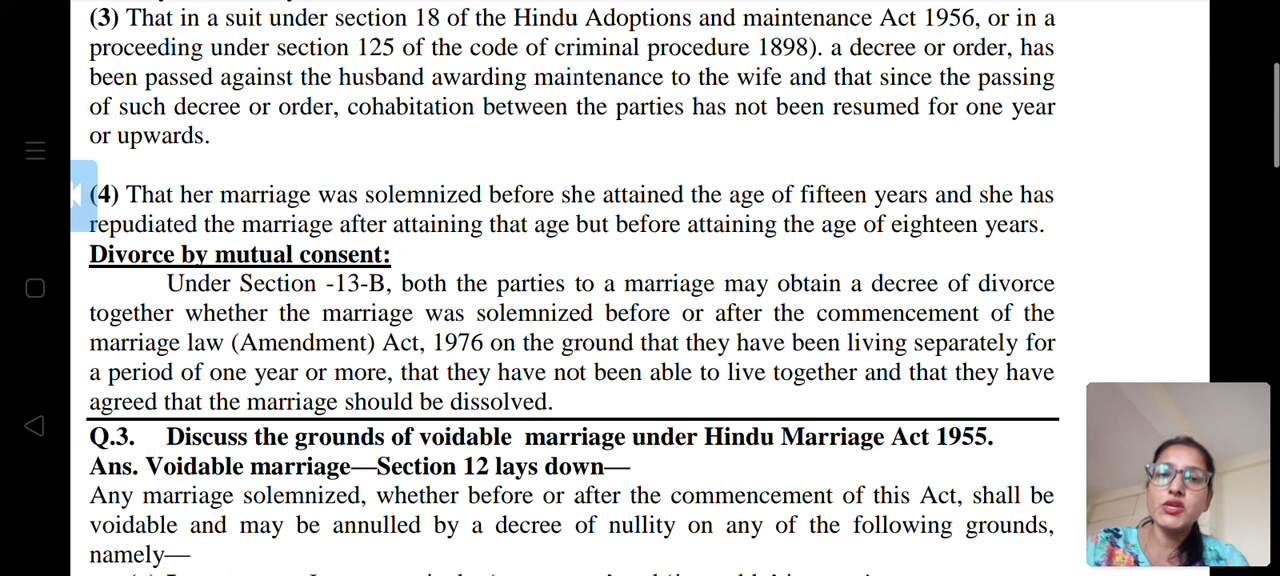 (3) That in a suit under section 18 of the Hindu Adoptions and maintenance Act 1956, or in a
proceeding under section 125 of the code of criminal procedure 1898). a decree or order, has
been passed against the husband awarding maintenance to the wife and that since the passing
of such decree or order, cohabitation between the parties has not been resumed for one year
or upwards.
(4) That her marriage was solemnized before she attained the age of fifteen years and she has
repudiated the marriage after attaining that age but before attaining the age of eighteen years.
Divorce by mutual consent:
Under Section -13-B, both the parties to a marriage may obtain a decree of divorce
together whether the marriage was solemnized before or after the commencement of the
marriage law (Amendment) Act, 1976 on the ground that they have been living separately for
a period of one year or more, that they have not been able to live together and that they have
agreed that the marriage should be dissolved.
Q.3. Discuss the grounds of voidable marriage under Hindu Marriage Act 1955.
Ans. Voidable marriage—Section 12 lays down—
Any marriage solemnized, whether before or after the commencement of this Act, shall be
voidable and may be annulled by a decree of nullity on any of the following grounds,
namely—